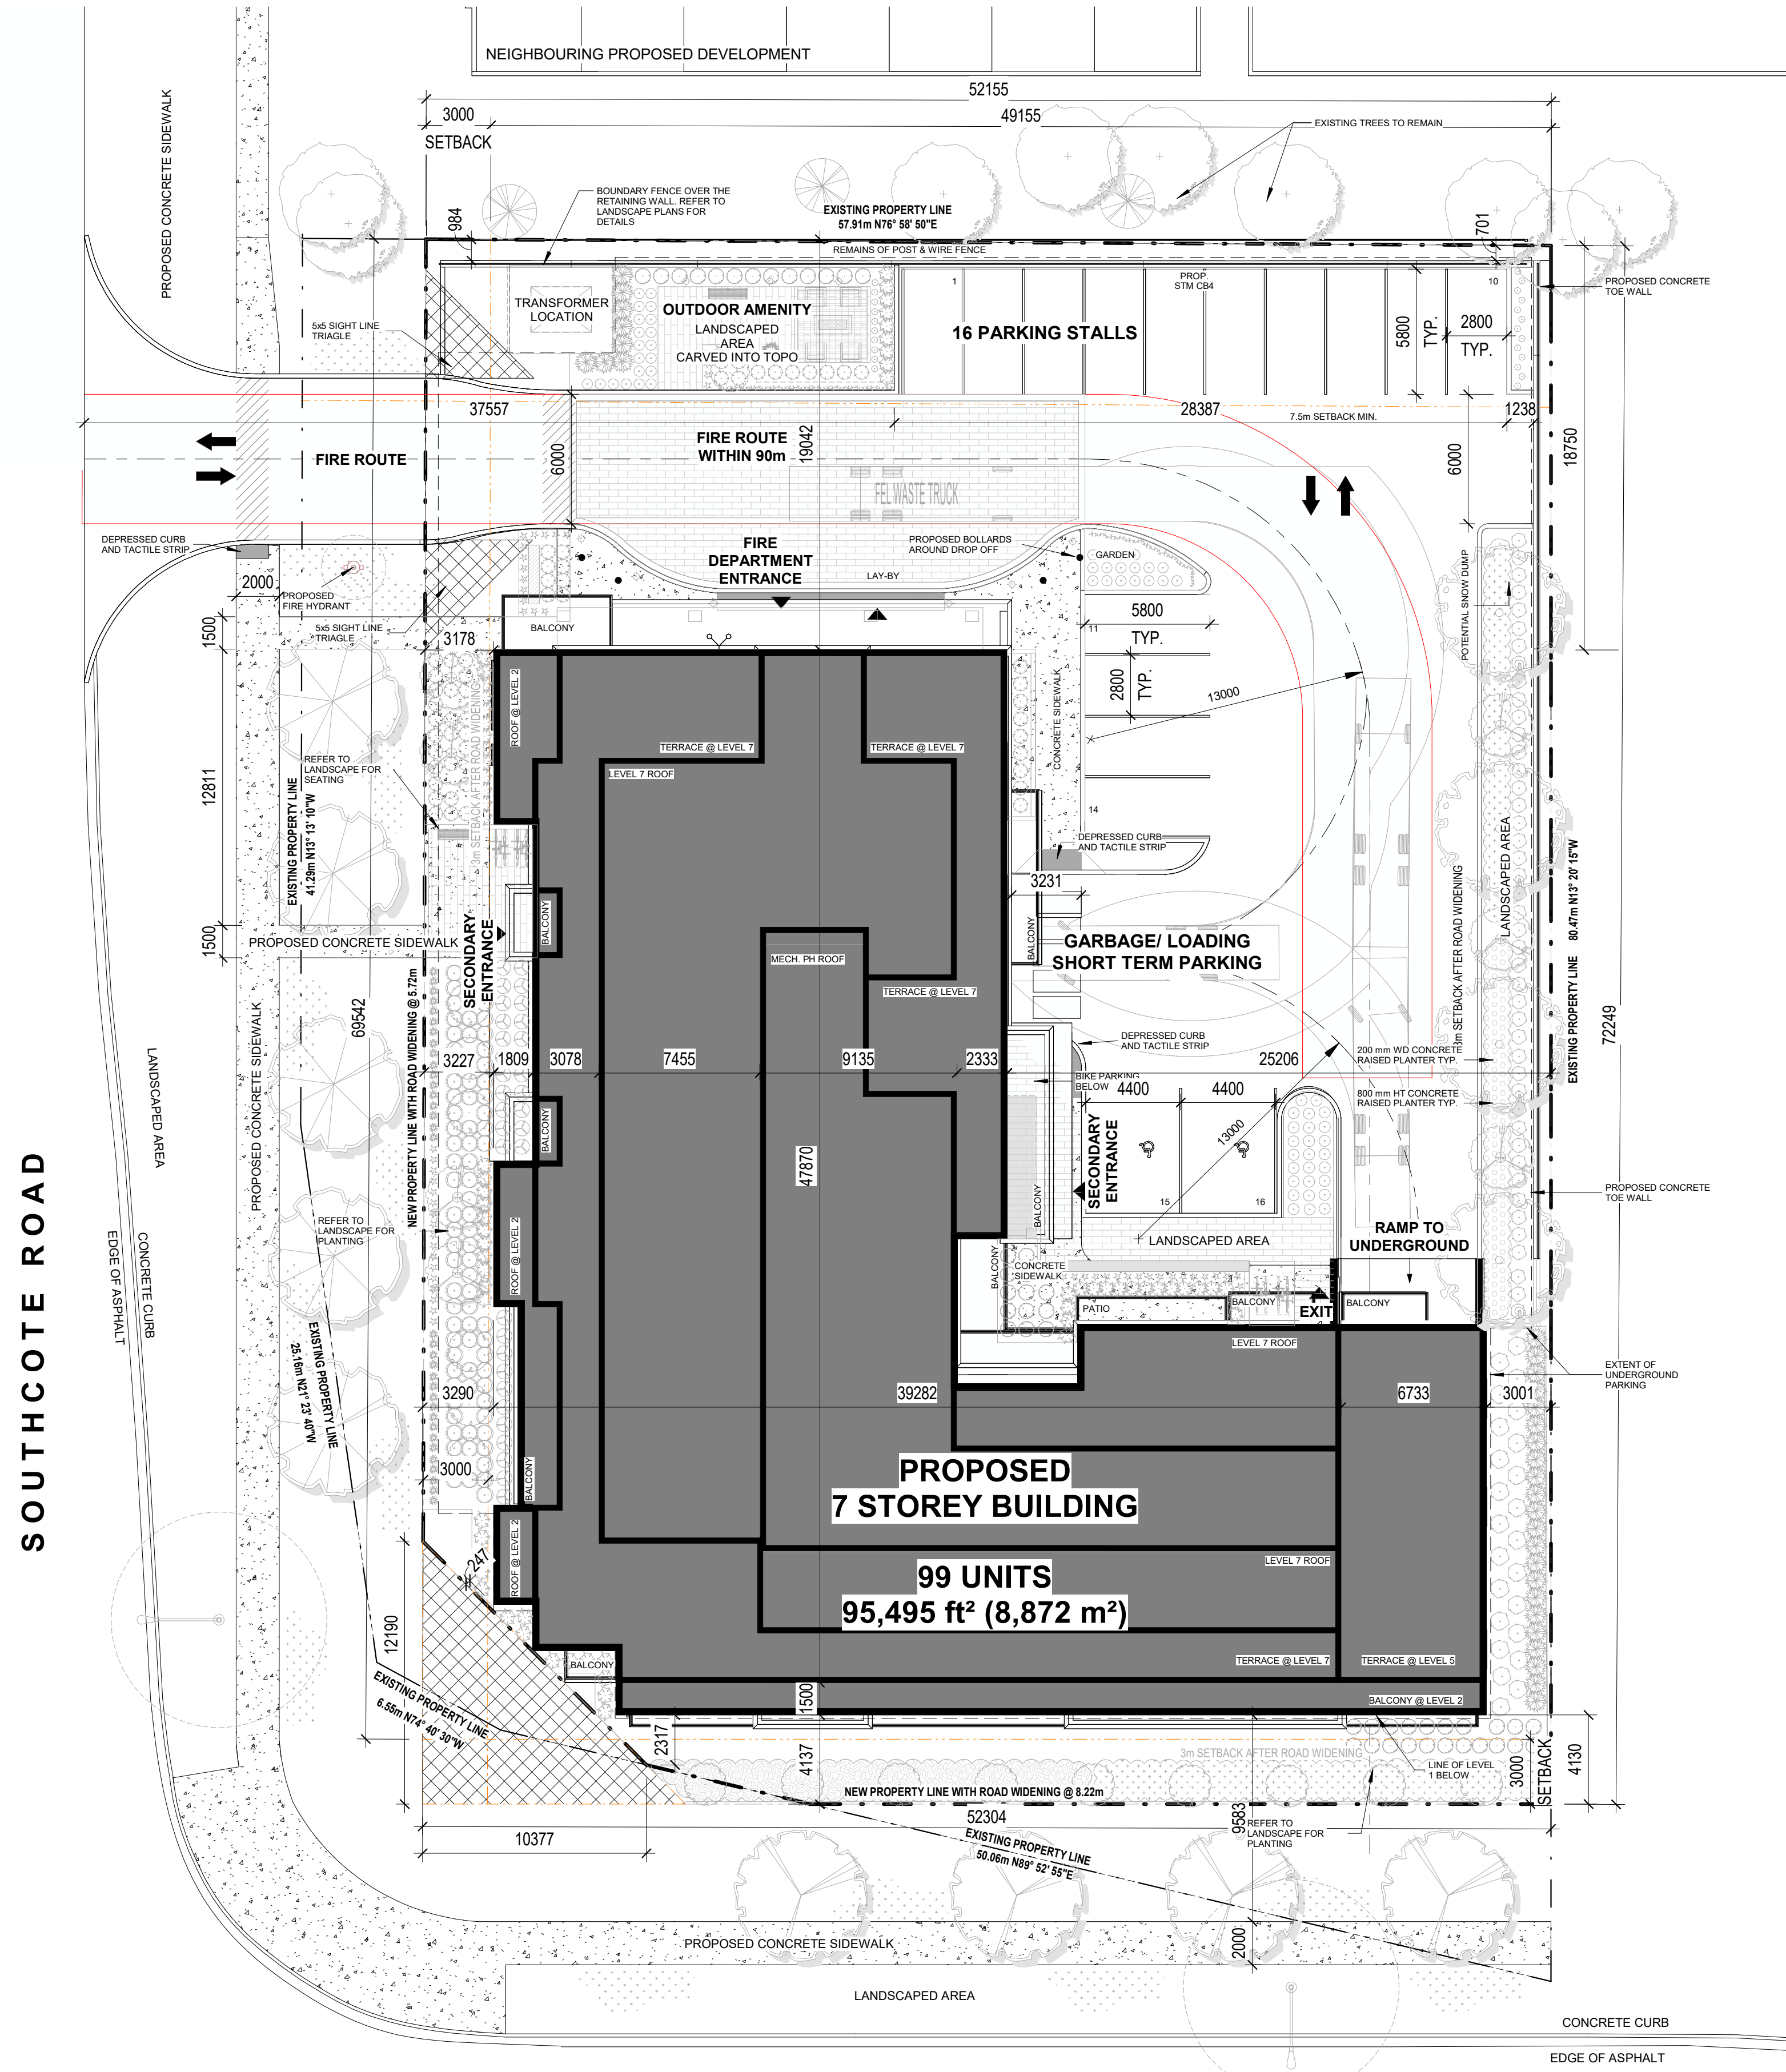 NEIGHBOURING PROPOSED DEVELOPMENT
52155
3000
49155
SETBACK
EXISTING TREES TO REMAIN
PROPOSED CONCRETE SIDEWALK
BOUNDARY FENCE OVER THE
RETAINING WALL. REFER TO
LANDSCAPE PLANS FOR
DETAILS
984
EXISTING PROPERTY LINE
57.91m N76° 58' 50"E
701
REMAINS OF POST & WIRE FENCE
TRANSFORMER
LOCATION
OUTDOOR AMENITY
LANDSCAPED
AREA
CARVED INTO TOPO
1
PROP.
STM CB4
10
16 PARKING STALLS
5800
TYP.
2800
TYP.
PROPOSED CONCRETE
TOE WALL
5x5 SIGHT LINE
TRIAGLE
37557
28387
7.5m SETBACK MIN.
1238
FIRE ROUTE
6000
FIRE ROUTE
WITHIN 90m
19042
6000
18750
FEL WASTE TRUCK
DEPRESSED CURB
AND TACTILE STRIP
FIRE
DEPARTMENT
ENTRANCE
LAY-BY
PROPOSED BOLLARDS
AROUND DROP OFF
GARDEN
POTENTIAL SNOW DUMP
2000
PROPOSED
FIRE HYDRANT
1500
5x5 SIGHT LINE
TRIAGLE
3178
BALCONY
5800
TYP.
11
2800
TYP.
13000
ROOF @ LEVEL 2
3m SETBACK AFTER ROAD WIDENING
TERRACE @ LEVEL 7
TERRACE @ LEVEL 7
LEVEL 7 ROOF
CONCRETE SIDEWALK
REFER TO
LANDSCAPE FOR
SEATING
12811
EXISTING PROPERTY LINE
41.29m N13° 13' 10"W
14
DEPRESSED CURB
AND TACTILE STRIP
3231
LANDSCAPED AREA
3m SETBACK AFTER ROAD WIDENING
EXISTING PROPERTY LINE 80.47m N13° 20' 15"W
1500
PROPOSED CONCRETE SIDEWALK
SECONDARY
ENTRANCE
BALCONY
BALCONY
GARBAGE/ LOADING
SHORT TERM PARKING
MECH. PH ROOF
TERRACE @ LEVEL 7
69542
PROPOSED CONCRETE SIDEWALK
NEW PROPERTY LINE WITH ROAD WIDENING @ 5.72m
72249
DEPRESSED CURB
AND TACTILE STRIP
3227
1809
3078
7455
9135
2333
25206
200 mm WD CONCRETE
RAISED PLANTER TYP.
BIKE PARKING
BELOW
4400
4400
800 mm HT CONCRETE
RAISED PLANTER TYP.
LANDSCAPED AREA
BALCONY
47870
SECONDARY
ENTRANCE
13000
SOUTHCOTE ROAD
REFER TO
LANDSCAPE FOR
PLANTING
BALCONY
15
16
PROPOSED CONCRETE
TOE WALL
EDGE OF ASPHALT
CONCRETE CURB
ROOF @ LEVEL 2
LANDSCAPED AREA
RAMP TO
UNDERGROUND
BALCONY
CONCRETE
SIDEWALK
PATIO
BALCONY
EXIT
BALCONY
EXISTING PROPERTY LINE
25.16m N21° 23' 40"W
LEVEL 7 ROOF
EXTENT OF
UNDERGROUND
PARKING
3290
39282
6733
3001
3000
BALCONY
PROPOSED
7 STOREY BUILDING
247
ROOF @ LEVEL 2
LEVEL 7 ROOF
99 UNITS
95,495 ft² (8,872 m²)
12190
BALCONY
TERRACE @ LEVEL 7
TERRACE @ LEVEL 5
EXISTING PROPERTY LINE
6.55m N74° 40' 30"W
1500
BALCONY @ LEVEL 2
2317
4137
3m SETBACK AFTER ROAD WIDENING
LINE OF LEVEL
1 BELOW
3000
SETBACK
4130
NEW PROPERTY LINE WITH ROAD WIDENING @ 8.22m
52304
9583
REFER TO
LANDSCAPE FOR
PLANTING
10377
EXISTING PROPERTY LINE
50.06m N89° 52' 55"E
PROPOSED CONCRETE SIDEWALK
2000
LANDSCAPED AREA
CONCRETE CURB
EDGE OF ASPHALT